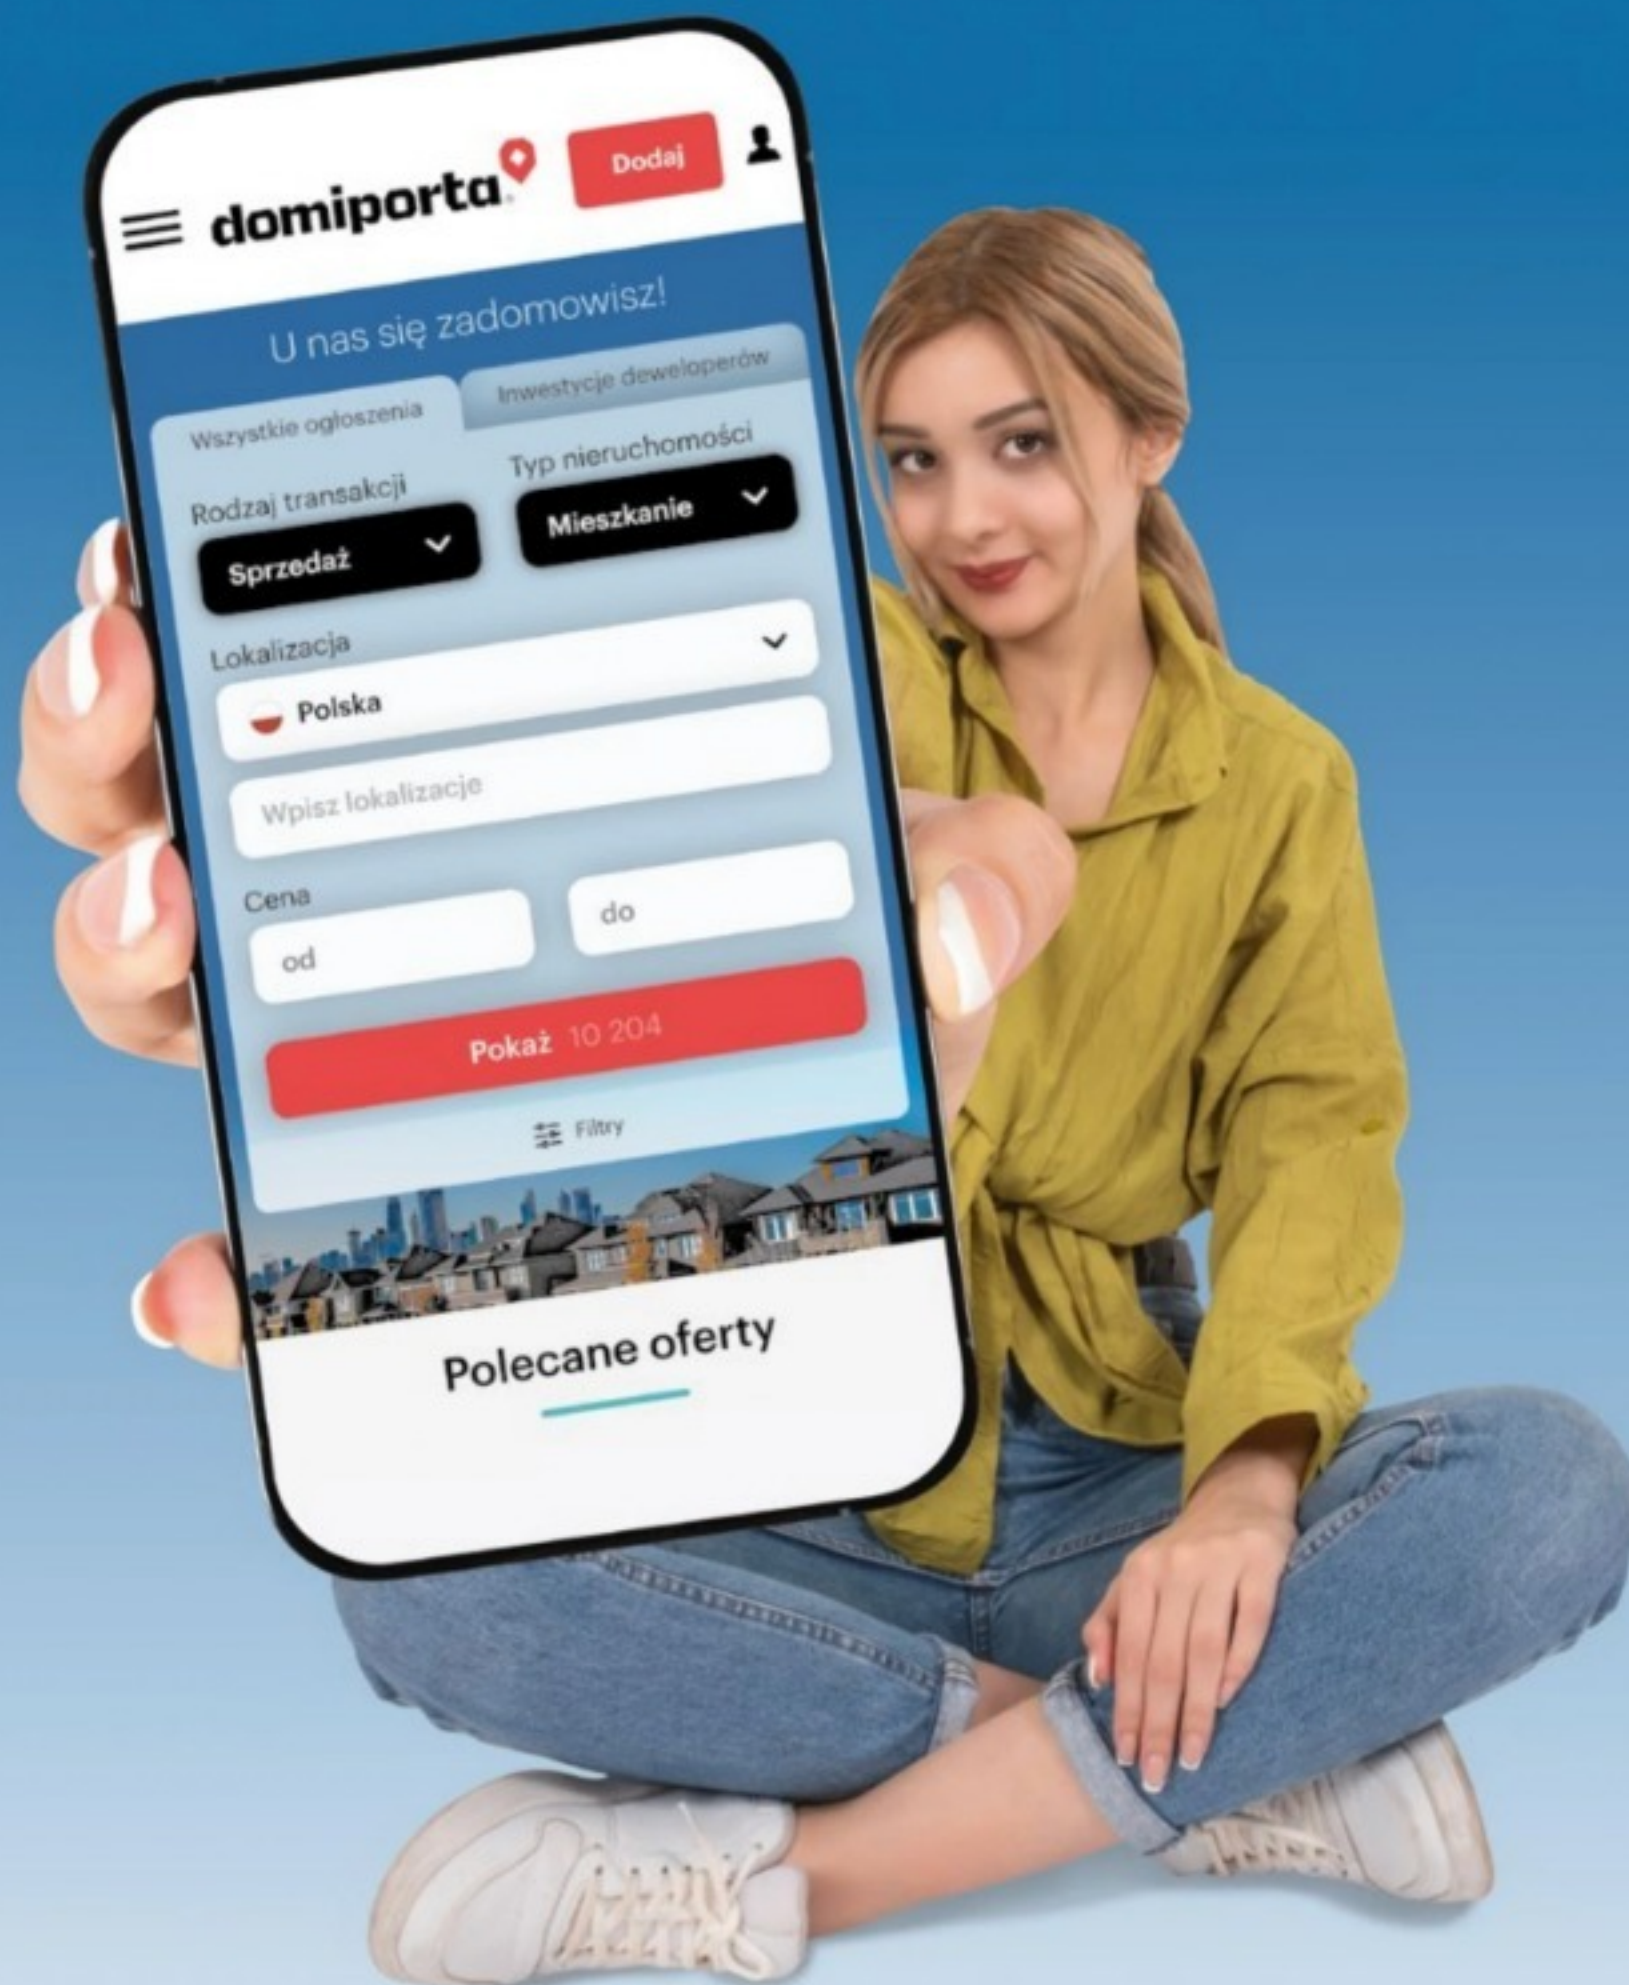 domiporta
Dodaj
U nas się zadomowisz!
Wszystkie ogłoszenia
Inwestycje deweloperów
Rodzaj transakcji
Typ nieruchomości
Sprzedaż
Mieszkanie
Lokalizacja
Polska
Wpisz lokalizacje
Cena
od
do
Pokaż 10 204
Filtry
Polecane oferty